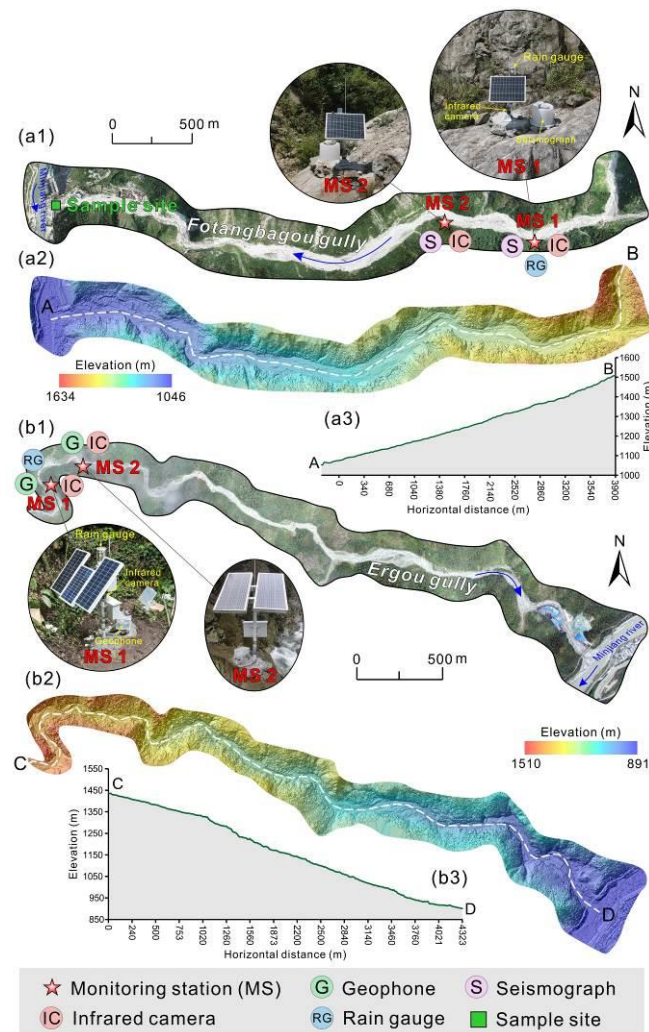 Rain gauge
Infrared
camera
Seismograph
MS 1
MS 2
N
(a1)
0 500 m
Sample site
Fotangbagou gully
MS 2
MS 1
S IC S IC
RG
(a2)
A
B
Elevation (m)
1634 1046
(a3)
A
B
1600
1500
1400
1300
1200
1100
1000
Elevation (m)
0 340 680 1040 1380 1760 2140 2520 2860 3200 3540 3900
Horizontal distance (m)
(b1)
G IC
RG
MS 2
G IC
MS 1
Rain gauge
Infrared
camera
Geophone
MS 1
MS 2
Ergou gully
N
Minjiang river
0 500 m
(b2)
C
D
Elevation (m)
1510 891
(b3)
C
D
1550
1450
1350
1250
1150
1050
950
850
Elevation (m)
0 240 500 753 1020 1260 1560 1873 2200 2500 2840 3140 3460 3760 4021 4323
Horizontal distance (m)
Monitoring station (MS)
G Geophone
S Seismograph
IC Infrared camera
RG Rain gauge
Sample site